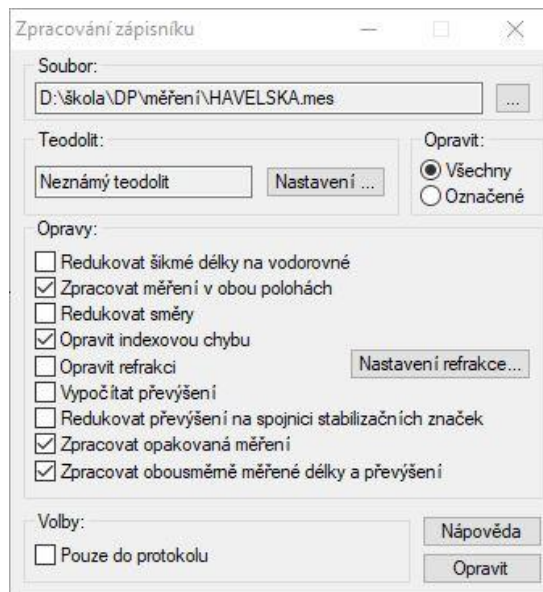 Zpracování zápisníku
Soubor:
D:\škola\DP\měření\HAVELSKA.mes
...
Teodolit:
Neznámý teodolit
Nastavení ...
Opravit:
Všechny
Označené
Opravy:
Redukovat šikmé délky na vodorovné
Zpracovat měření v obou polohách
Redukovat směry
Opravit indexovou chybu
Opravit refrakci
Nastavení refrakce...
Vypočítat převýšení
Redukovat převýšení na spojnici stabilizačních značek
Zpracovat opakovaná měření
Zpracovat obousměrně měřené délky a převýšení
Volby:
Pouze do protokolu
Nápověda
Opravit